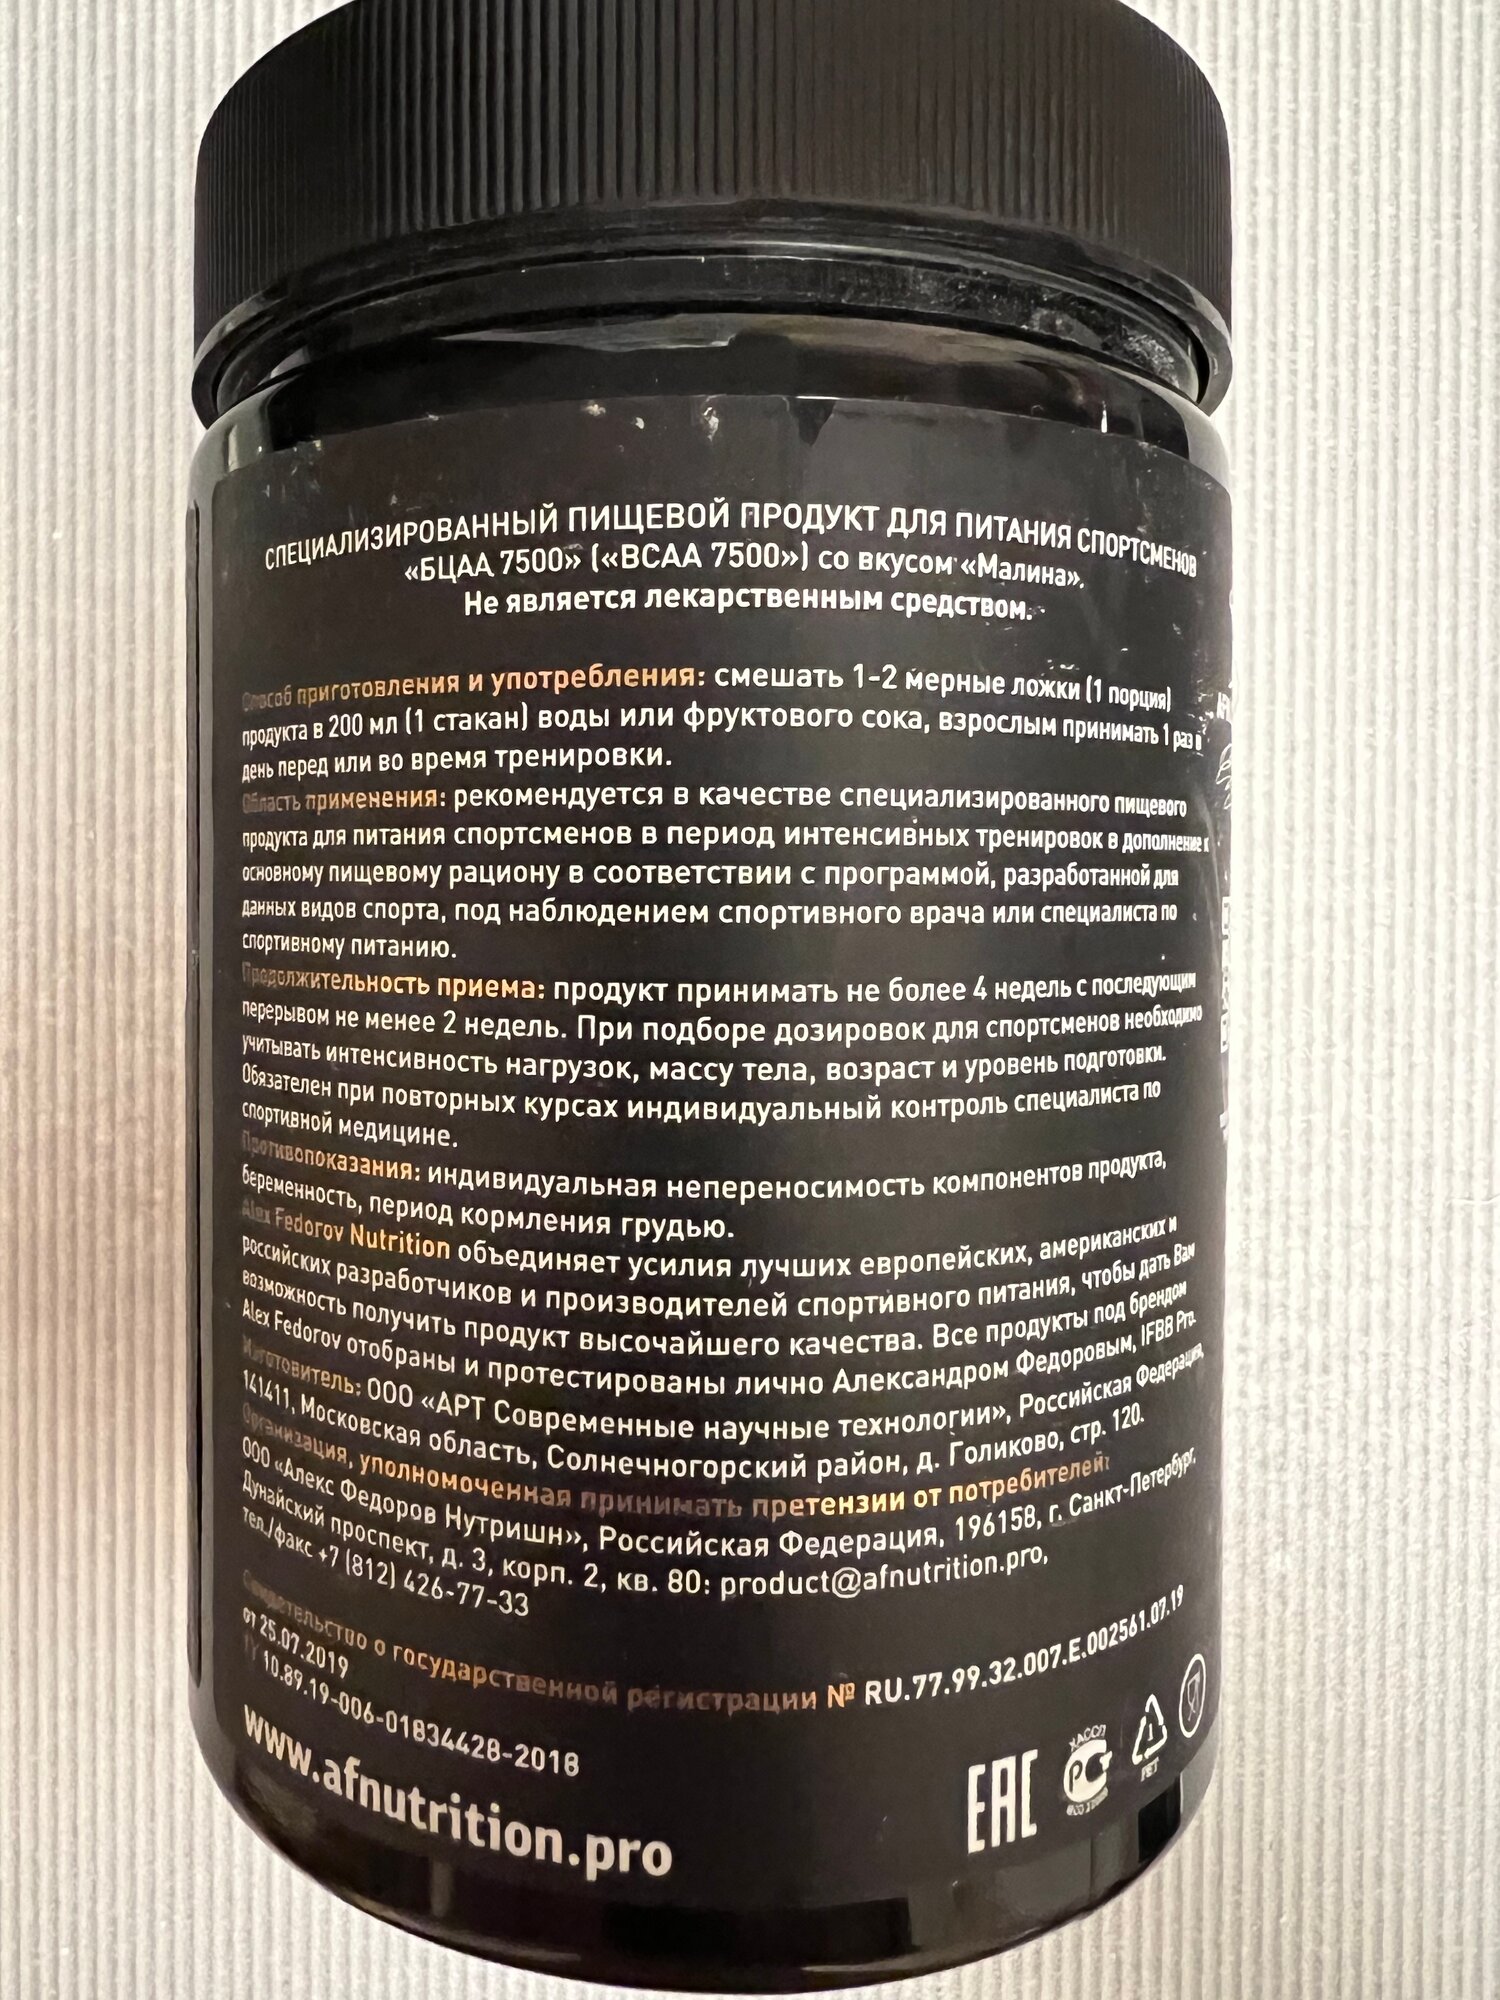 СПЕЦИАЛИЗИРОВАННЫЙ ПИЩЕВОЙ ПРОДУКТ ДЛЯ ПИТАНИЯ СПОРТСМЕНОВ
«БЦАА 7500» («BCAA 7500») со вкусом «Малина».
Не является лекарственным средством.
Способ приготовления и употребления: смешать 1-2 мерные ложки (1 порция)
продукта в 200 мл (1 стакан) воды или фруктового сока, взрослым принимать 1 раз в
день перед или во время тренировки.
Область применения: рекомендуется в качестве специализированного пищевого
продукта для питания спортсменов в период интенсивных тренировок в дополнение к
основному пищевому рациону в соответствии с программой, разработанной для
данных видов спорта, под наблюдением спортивного врача или специалиста по
спортивному питанию.
Продолжительность приема: продукт принимать не более 4 недель с последующим
перерывом не менее 2 недель. При подборе дозировок для спортсменов необходимо
учитывать интенсивность нагрузок, массу тела, возраст и уровень подготовки.
Обязателен при повторных курсах индивидуальный контроль специалиста по
спортивной медицине.
Противопоказания: индивидуальная непереносимость компонентов продукта,
беременность, период кормления грудью.
Alex Fedorov Nutrition объединяет усилия лучших европейских, американских и
российских разработчиков и производителей спортивного питания, чтобы дать Вам
возможность получить продукт высочайшего качества. Все продукты под брендом
Alex Fedorov отобраны и протестированы лично Александром Федоровым, IFBB Pro.
Изготовитель: ООО «АРТ Современные научные технологии», Российская Федерация,
141411, Московская область, Солнечногорский район, д. Голиково, стр. 120.
Организация, уполномоченная принимать претензии от потребителей:
ООО «Алекс Федоров Нутришн», Российская Федерация, 196158, г. Санкт-Петербург,
Дунайский проспект, д. 3, корп. 2, кв. 80: product@afnutrition.pro,
тел./факс +7 (812) 426-77-33
Свидетельство о государственной регистрации № RU.77.99.32.007.E.002561.07.19
от 25.07.2019
ТУ 10.89.19-006-01834428-2018
www.afnutrition.pro
EAC
ХАССП
РСТ
PET